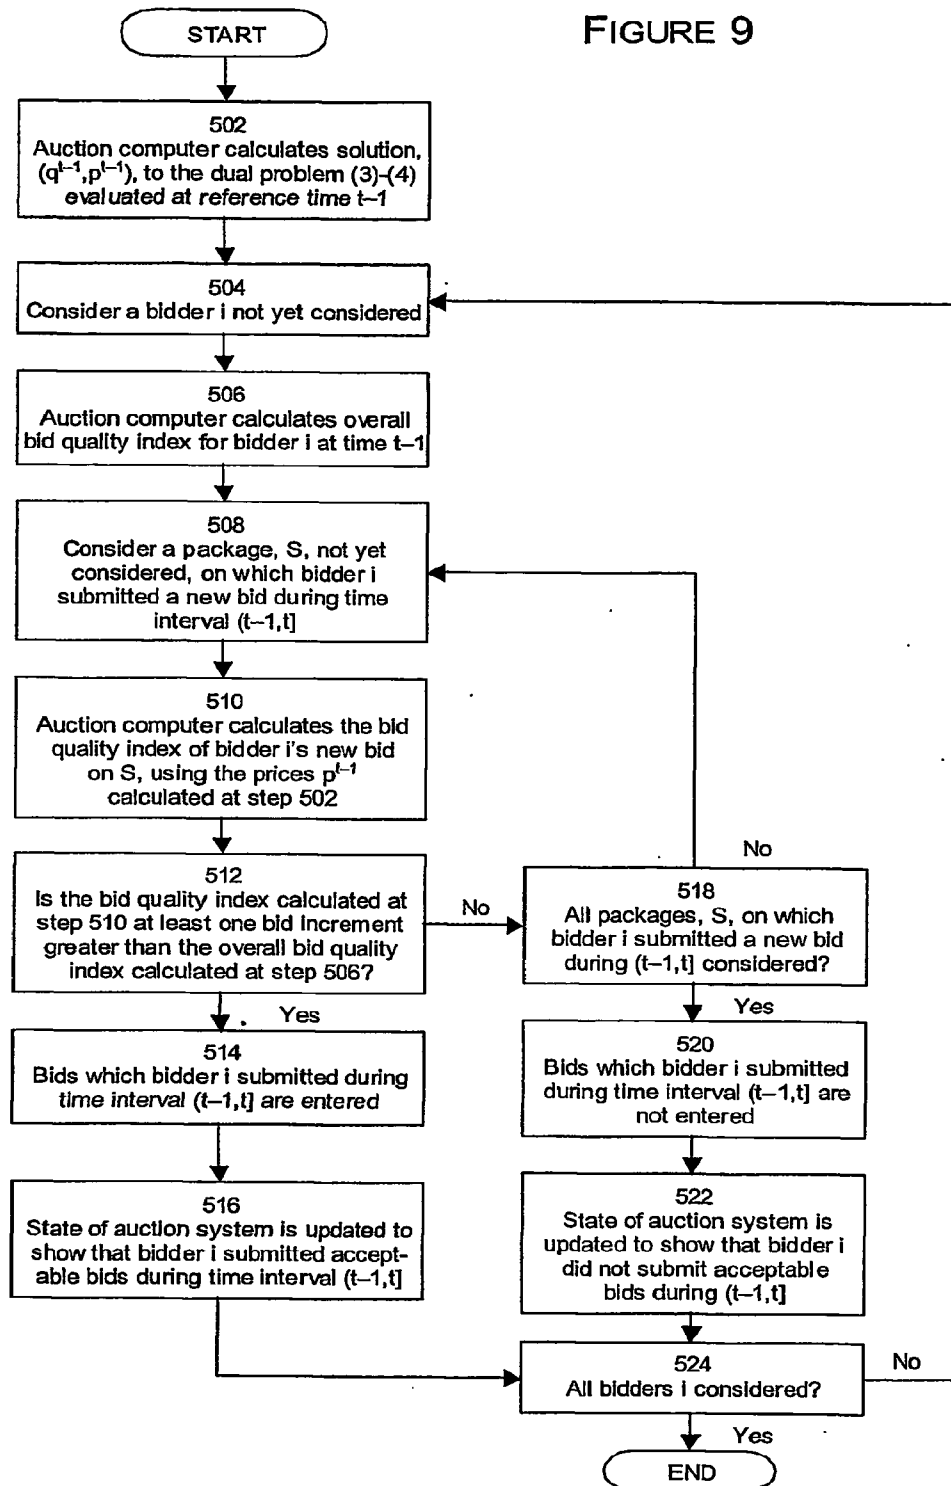 FIGURE 9
START
502
Auction computer calculates solution,
(q^t–1,p^t–1), to the dual problem (3)-(4)
evaluated at reference time t–1
504
Consider a bidder i not yet considered
506
Auction computer calculates overall
bid quality index for bidder i at time t–1
508
Consider a package, S, not yet
considered, on which bidder i
submitted a new bid during time
interval (t–1,t]
510
Auction computer calculates the bid
quality index of bidder i's new bid
on S, using the prices p^t–1
calculated at step 502
512
Is the bid quality index calculated at
step 510 at least one bid increment
greater than the overall bid quality
index calculated at step 506?
No
Yes
514
Bids which bidder i submitted during
time interval (t–1,t] are entered
516
State of auction system is updated to
show that bidder i submitted accept-
able bids during time interval (t–1,t]
No
518
All packages, S, on which
bidder i submitted a new bid
during (t–1,t] considered?
Yes
520
Bids which bidder i submitted
during time interval (t–1,t] are
not entered
522
State of auction system is
updated to show that bidder i
did not submit acceptable
bids during (t–1,t]
524
All bidders i considered?
No
Yes
END